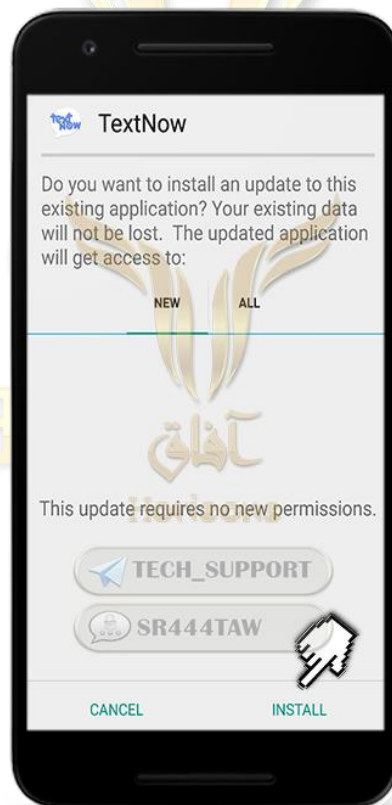 text
Now
TextNow
Do you want to install an update to this
existing application? Your existing data
will not be lost. The updated application
will get access to:
NEW ALL
آفاق
Horizons
This update requires no new permissions.
TECH_SUPPORT
SR444TAW
CANCEL INSTALL